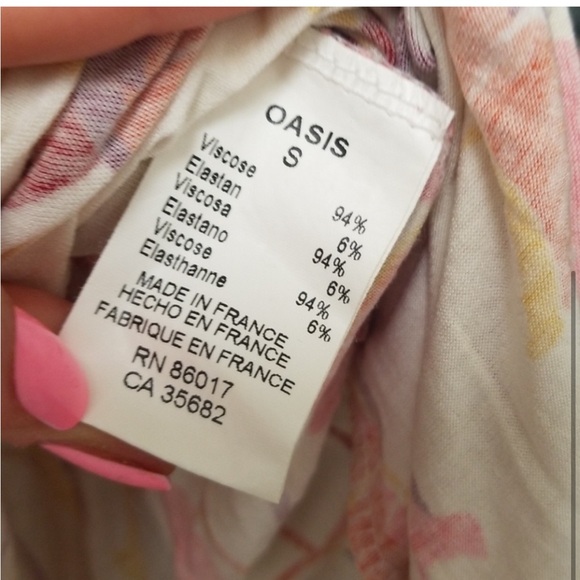 OASIS
S
Viscose 94%
Elastan 6%
Viscosa 94%
Elastano 6%
Viscose 94%
Elasthanne 6%
MADE IN FRANCE
HECHO EN FRANCE
FABRIQUE EN FRANCE
RN 86017
CA 35682